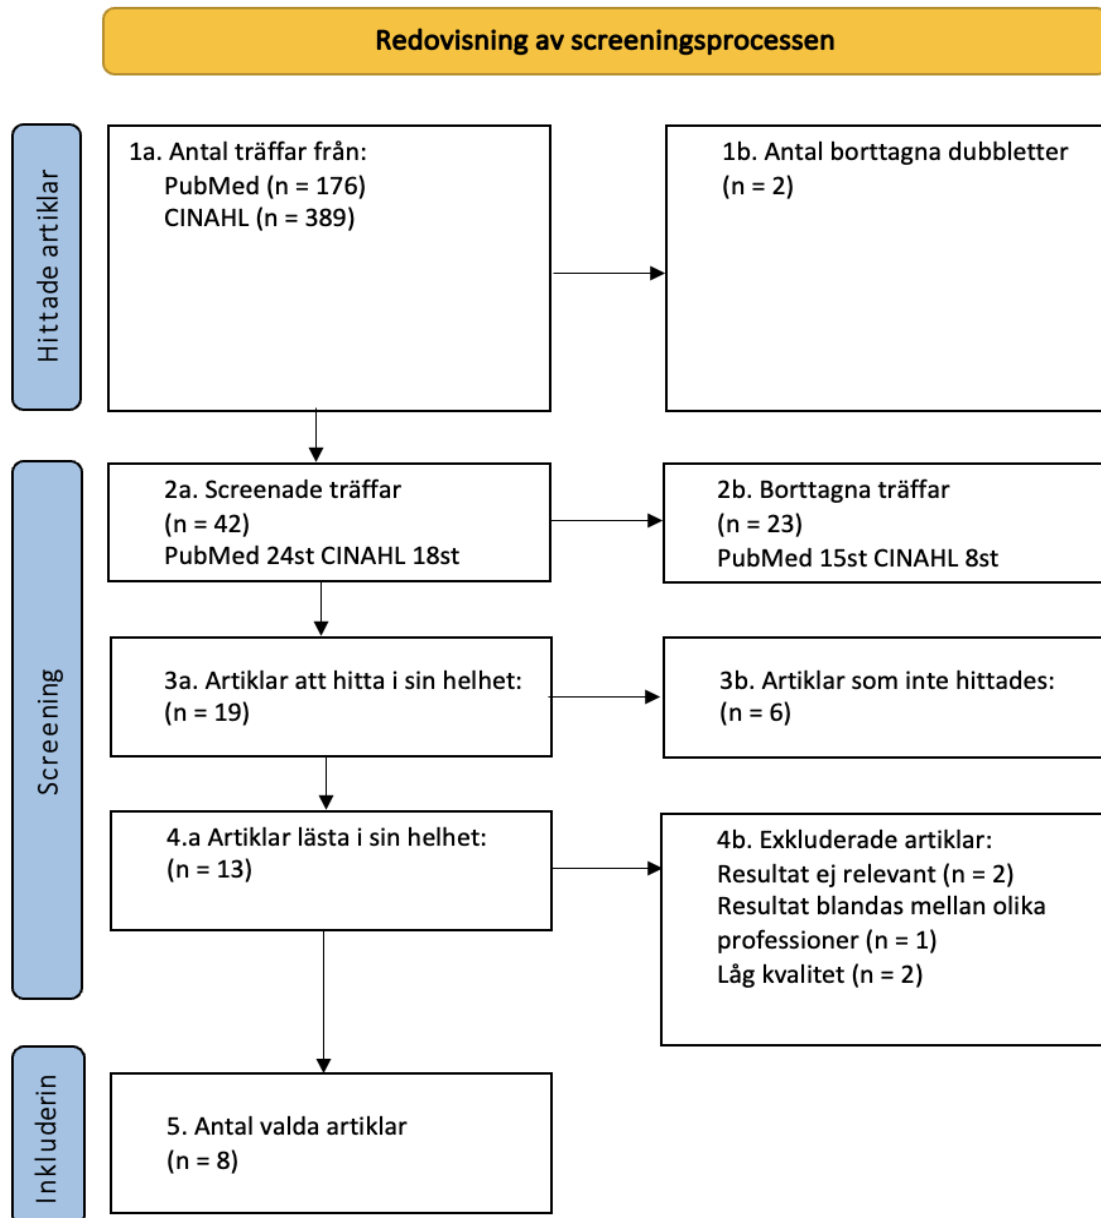 Redovisning av screeningsprocessen
Hittade artiklar
1a. Antal träffar från:
PubMed (n = 176)
CINAHL (n = 389)
1b. Antal borttagna dubbletter
(n = 2)
Screening
2a. Screenade träffar
(n = 42)
PubMed 24st CINAHL 18st
2b. Borttagna träffar
(n = 23)
PubMed 15st CINAHL 8st
3a. Artiklar att hitta i sin helhet:
(n = 19)
3b. Artiklar som inte hittades:
(n = 6)
4.a Artiklar lästa i sin helhet:
(n = 13)
4b. Exkluderade artiklar:
Resultat ej relevant (n = 2)
Resultat blandas mellan olika
professioner (n = 1)
Låg kvalitet (n = 2)
Inkluderin
5. Antal valda artiklar
(n = 8)